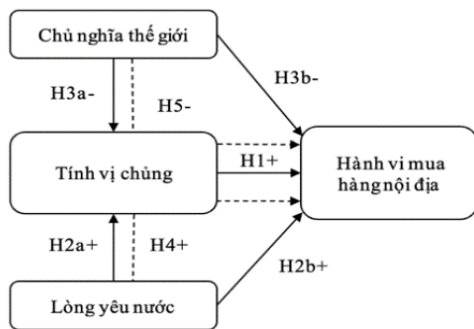 Chủ nghĩa thế giới
H3a-
H5-
H3b-
Tính vị chủng
H1+
Hành vi mua
hàng nội địa
H2a+
H4+
H2b+
Lòng yêu nước